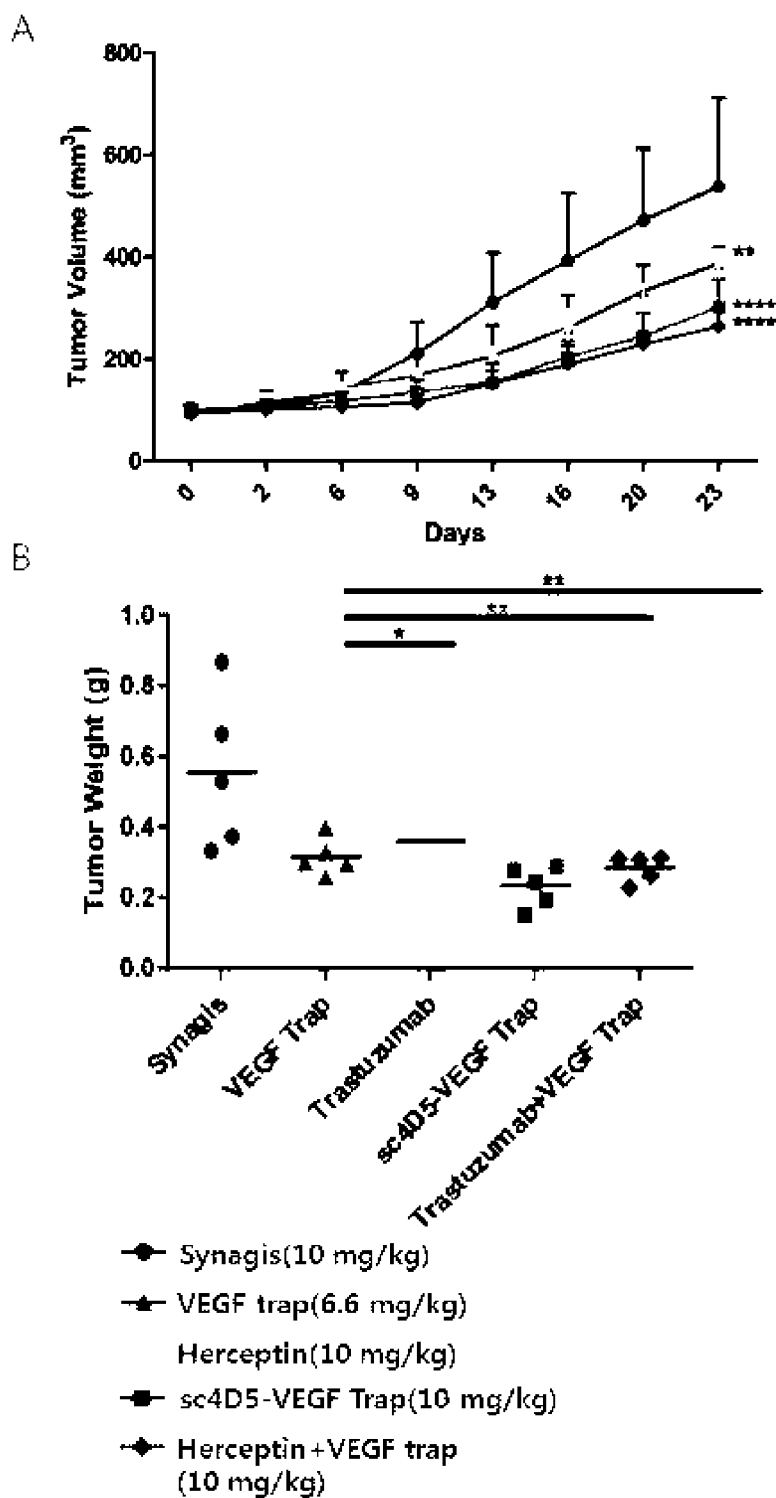 A
800
600
400
200
0
Tumor Volume (mm³)
**
****
****
0 2 6 9 13 16 20 23
Days
B
**
**
*
1.0
0.8
0.6
0.4
0.2
0.0
Tumor Weight (g)
Synagis
VEGF Trap
Trastuzumab
sc4D5-VEGF Trap
Trastuzumab+VEGF Trap
Synagis(10 mg/kg)
VEGF trap(6.6 mg/kg)
Herceptin(10 mg/kg)
sc4D5-VEGF Trap(10 mg/kg)
Herceptin+VEGF trap
(10 mg/kg)